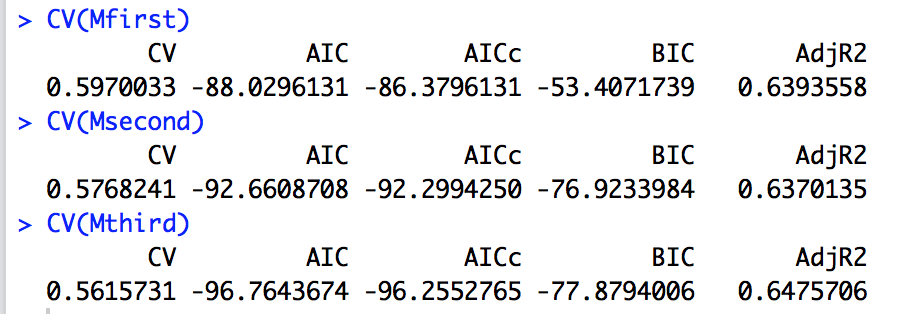 > CV(Mfirst)
CV AIC AICc BIC AdjR2
0.5970033 -88.0296131 -86.3796131 -53.4071739 0.6393558
> CV(Msecond)
CV AIC AICc BIC AdjR2
0.5768241 -92.6608708 -92.2994250 -76.9233984 0.6370135
> CV(Mthird)
CV AIC AICc BIC AdjR2
0.5615731 -96.7643674 -96.2552765 -77.8794006 0.6475706